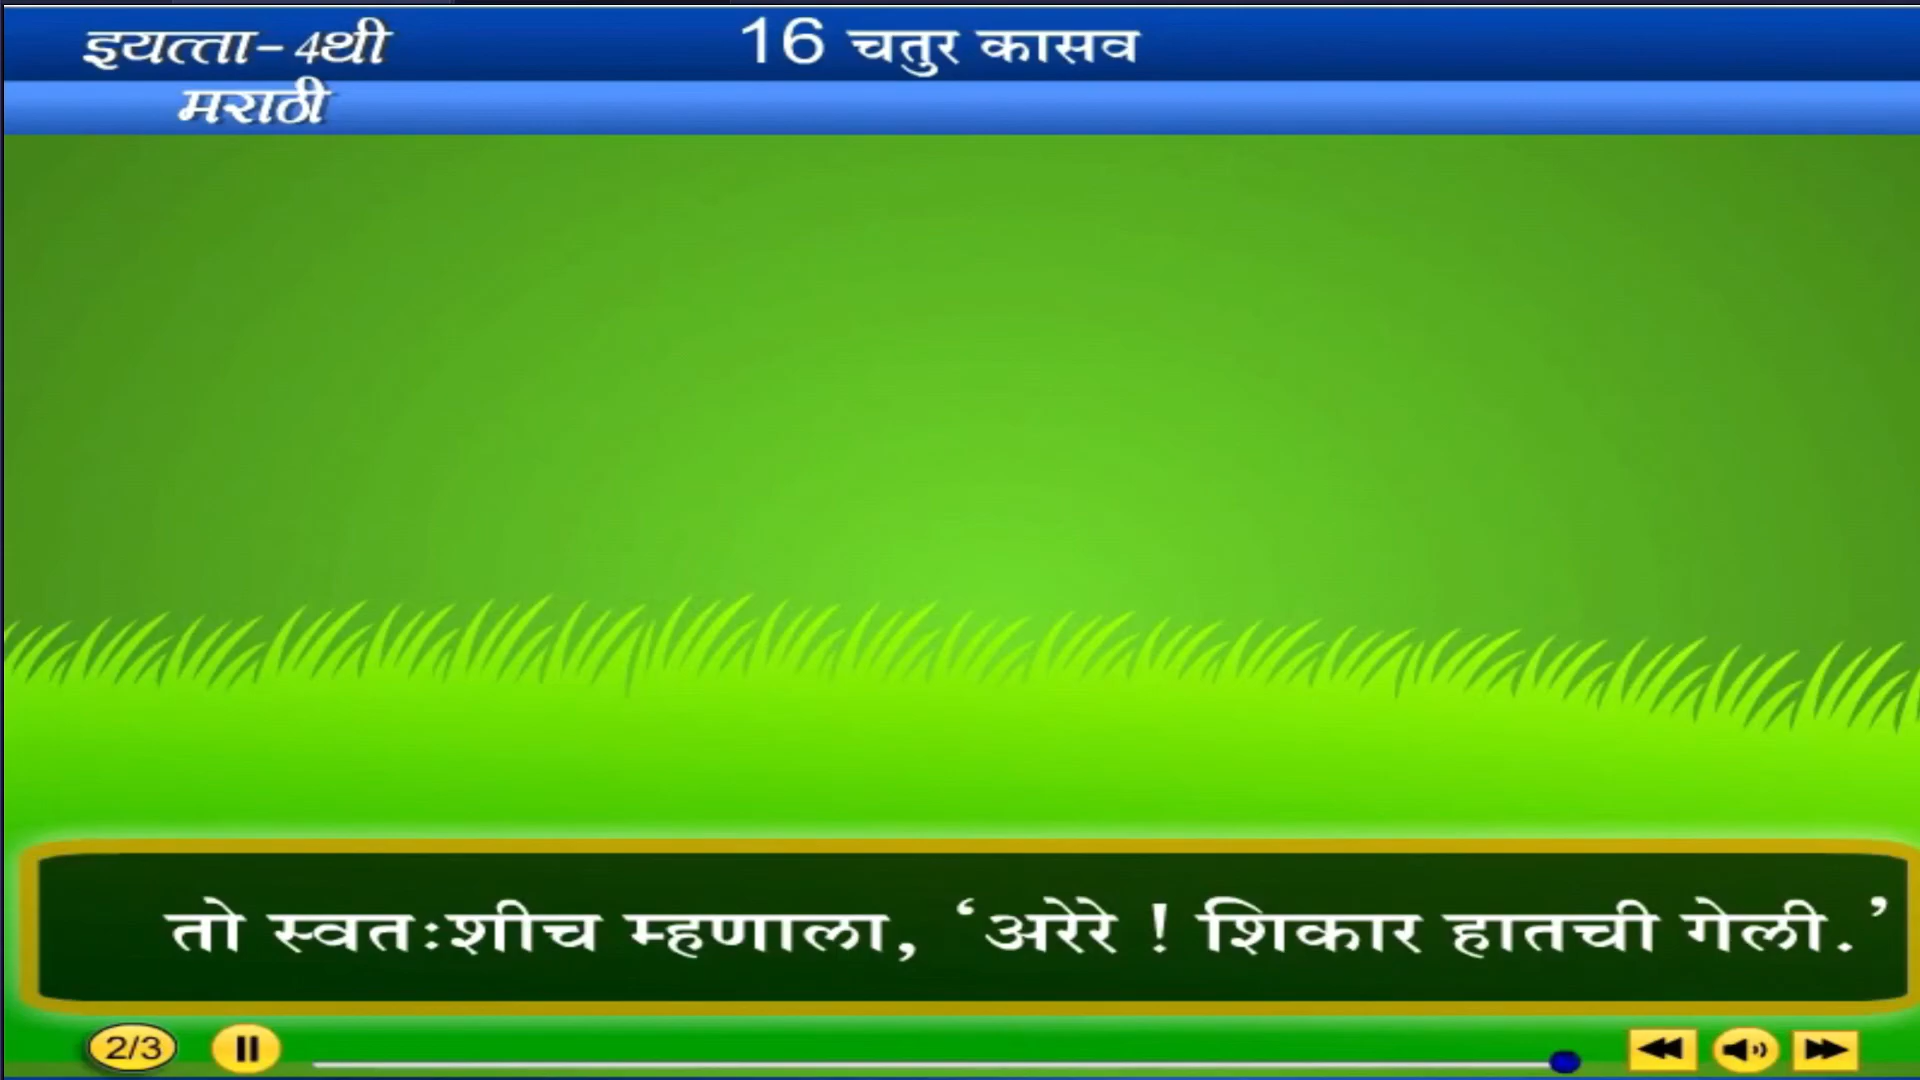 इयत्ता-4थी
16 चतुर कासव
मराठी
तो स्वतःशीच म्हणाला, ‘अरेरे ! शिकार हातची गेली.’
2/3